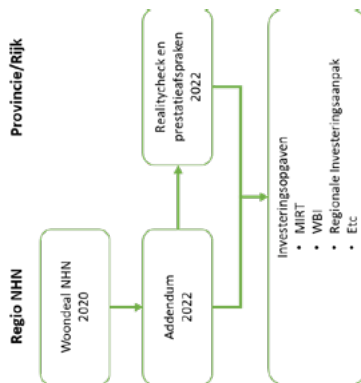 Regio NHN
Provincie/Rijk
Woondeal NHN
2020
Addendum
2022
Realitycheck en
prestatieafspraken
2022
Investeringsopgaven
• MIRT
• WBI
• Regionale Investeringsaanpak
• Etc